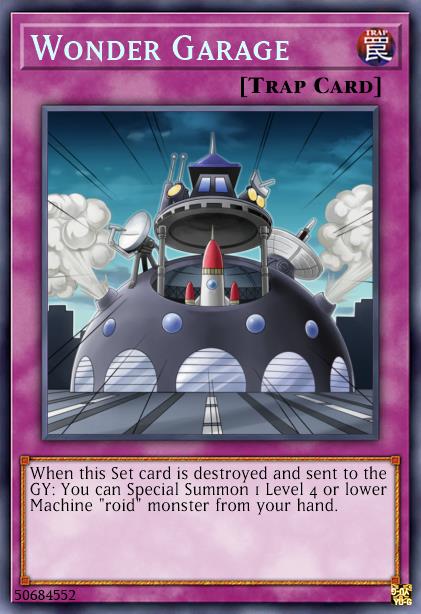 Wonder Garage
TRAP
罠
[Trap Card]
When this Set card is destroyed and sent to the
GY: You can Special Summon 1 Level 4 or lower
Machine "roid" monster from your hand.
50684552